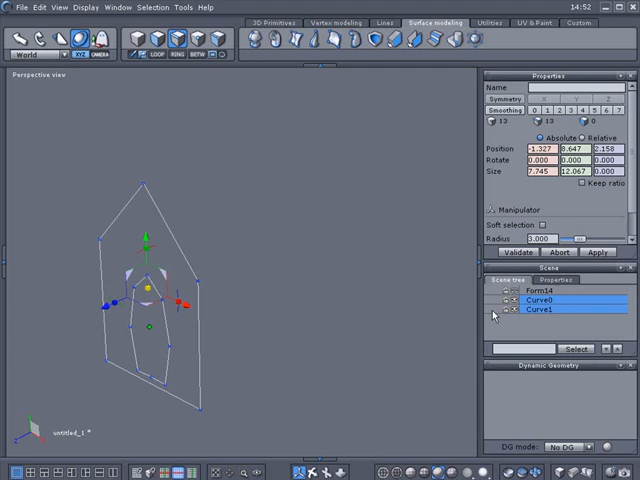 File Edit View Display Window Selection Tools Help 14:52
3D Primitives Vertex modeling Lines Surface modeling Utilities UV & Paint Custom
World XYZ CAMERA LOOP RING BETW
Perspective view
Properties
Name
Symmetry X Y Z
Smoothing 0 1 2 3 4 5 6 7
13 13 0
Absolute Relative
Position -1.327 8.647 2.158
Rotate 0.000 0.000 0.000
Size 7.745 12.067 0.000
Keep ratio
Manipulator
Soft selection
Radius 3.000
Validate Abort Apply
Scene
Scene tree Properties
Form14
Curve0
Curve1
Select
Dynamic Geometry
Y
Z X
untitled_1 *
DG mode: No DG